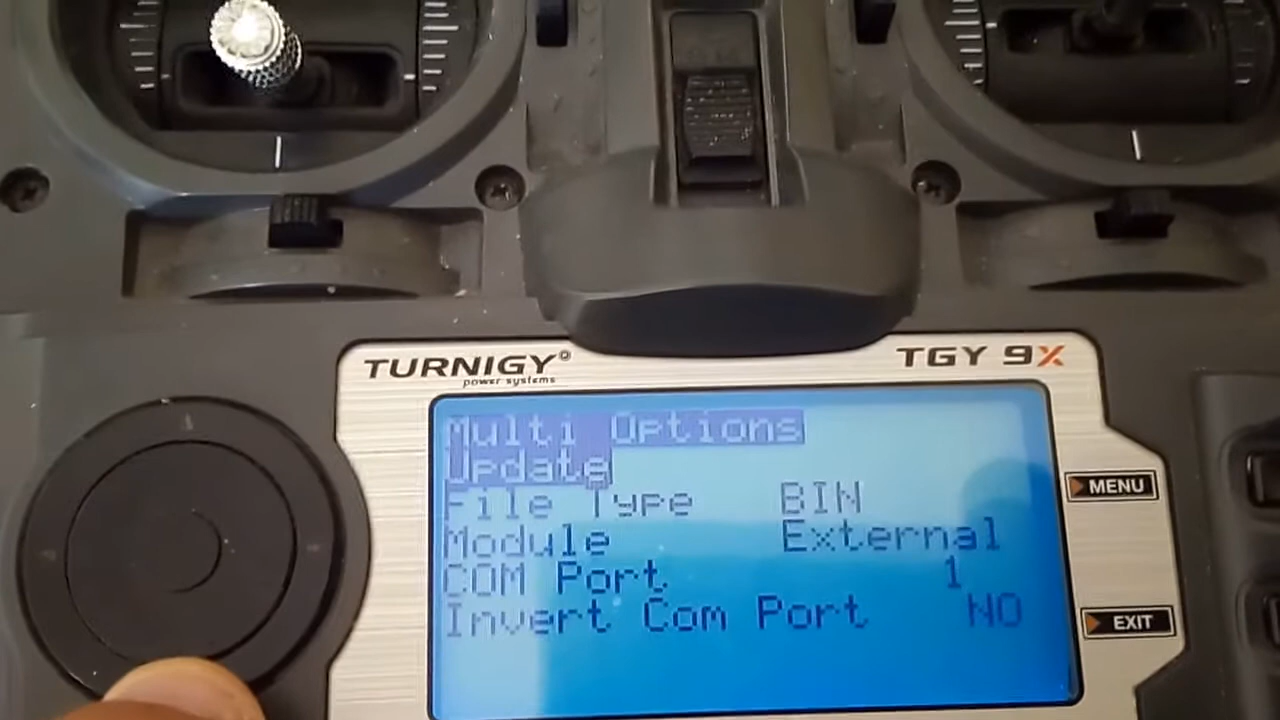 TURNIGY
power systems
TGY 9X
Multi Options
Update
File Type BIN
Module External
COM Port 1
Invert Com Port NO
MENU
EXIT